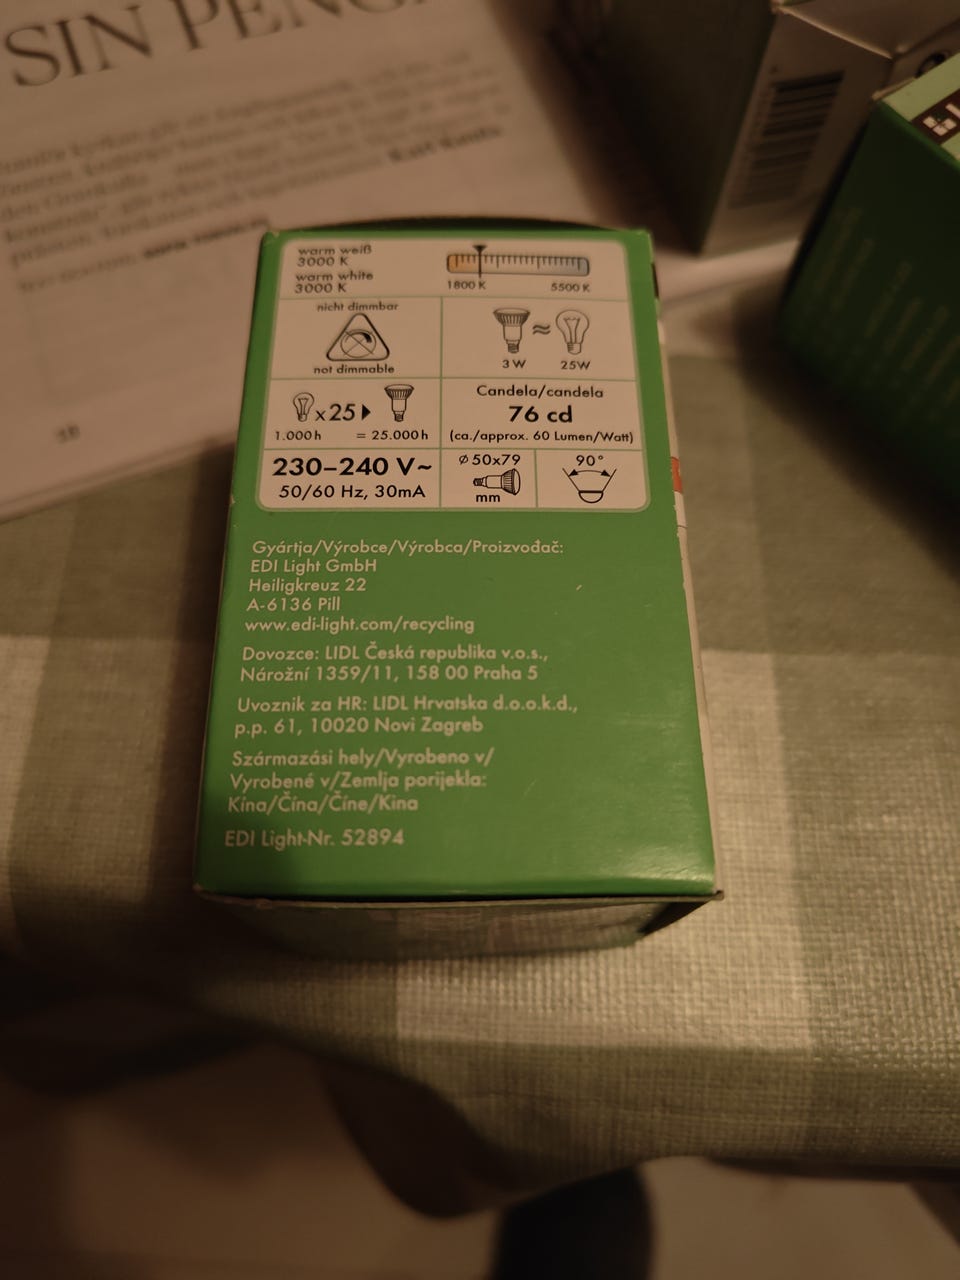 SIN PENG
warm weiß
3000 K
warm white
3000 K
1800 K 5500 K
nicht dimmbar
not dimmable
3 W ≈ 25W
x 25
1.000 h = 25.000 h
Candela/candela
76 cd
(ca./approx. 60 Lumen/Watt)
230–240 V~
50/60 Hz, 30mA
Ø 50x79
mm
90°
Gyártja/Výrobce/Výrobca/Proizvođač:
EDI Light GmbH
Heiligkreuz 22
A-6136 Pill
www.edi-light.com/recycling
Dovozce: LIDL Česká republika v.o.s.,
Nárožní 1359/11, 158 00 Praha 5
Uvoznik za HR: LIDL Hrvatska d.o.o.k.d.,
p.p. 61, 10020 Novi Zagreb
Származási hely/Vyrobeno v/
Vyrobené v/Zemlja porijekla:
Kína/Čína/Číne/Kina
EDI Light-Nr. 52894